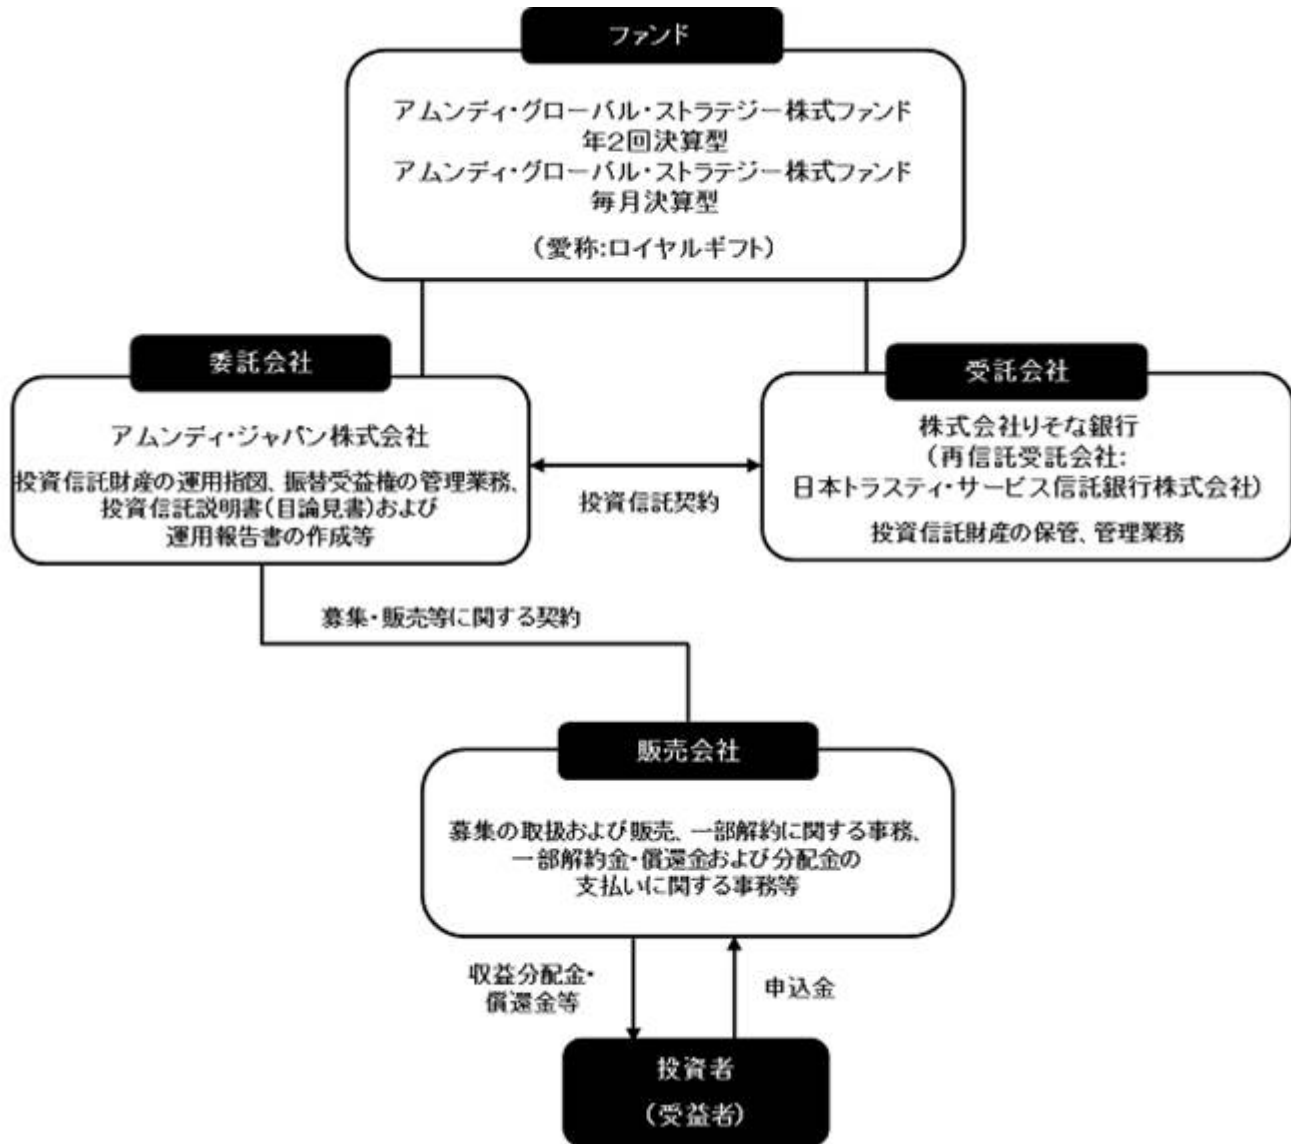 ファンド
アムンディ・グローバル・ストラテジー株式ファンド
年2回決算型
アムンディ・グローバル・ストラテジー株式ファンド
毎月決算型
(愛称:ロイヤルギフト)
委託会社
アムンディ・ジャパン株式会社
投資信託財産の運用指図、振替受益権の管理業務、
投資信託説明書(目論見書)および
運用報告書の作成等
投資信託契約
受託会社
株式会社りそな銀行
(再信託受託会社:
日本トラスティ・サービス信託銀行株式会社)
投資信託財産の保管、管理業務
募集・販売等に関する契約
販売会社
募集の取扱および販売、一部解約に関する事務、
一部解約金・償還金および分配金の
支払いに関する事務等
収益分配金・
償還金等
申込金
投資者
(受益者)